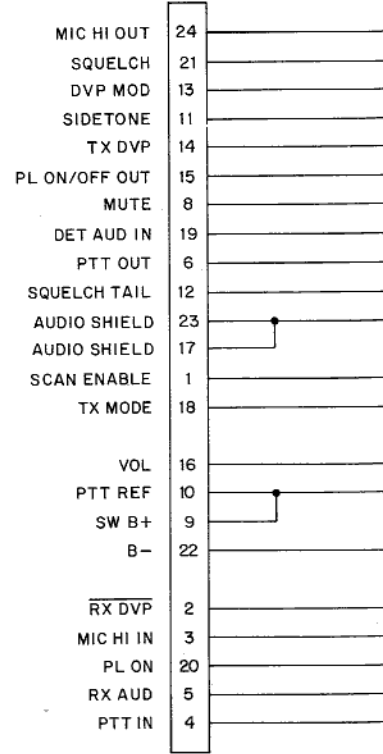 MIC HI OUT 24
SQUELCH 21
DVP MOD 13
SIDETONE 11
TX DVP 14
PL ON/OFF OUT 15
MUTE 8
DET AUD IN 19
PTT OUT 6
SQUELCH TAIL 12
AUDIO SHIELD 23
AUDIO SHIELD 17
SCAN ENABLE 1
TX MODE 18
VOL 16
PTT REF 10
SW B+ 9
B- 22
RX DVP 2
MIC HI IN 3
PL ON 20
RX AUD 5
PTT IN 4